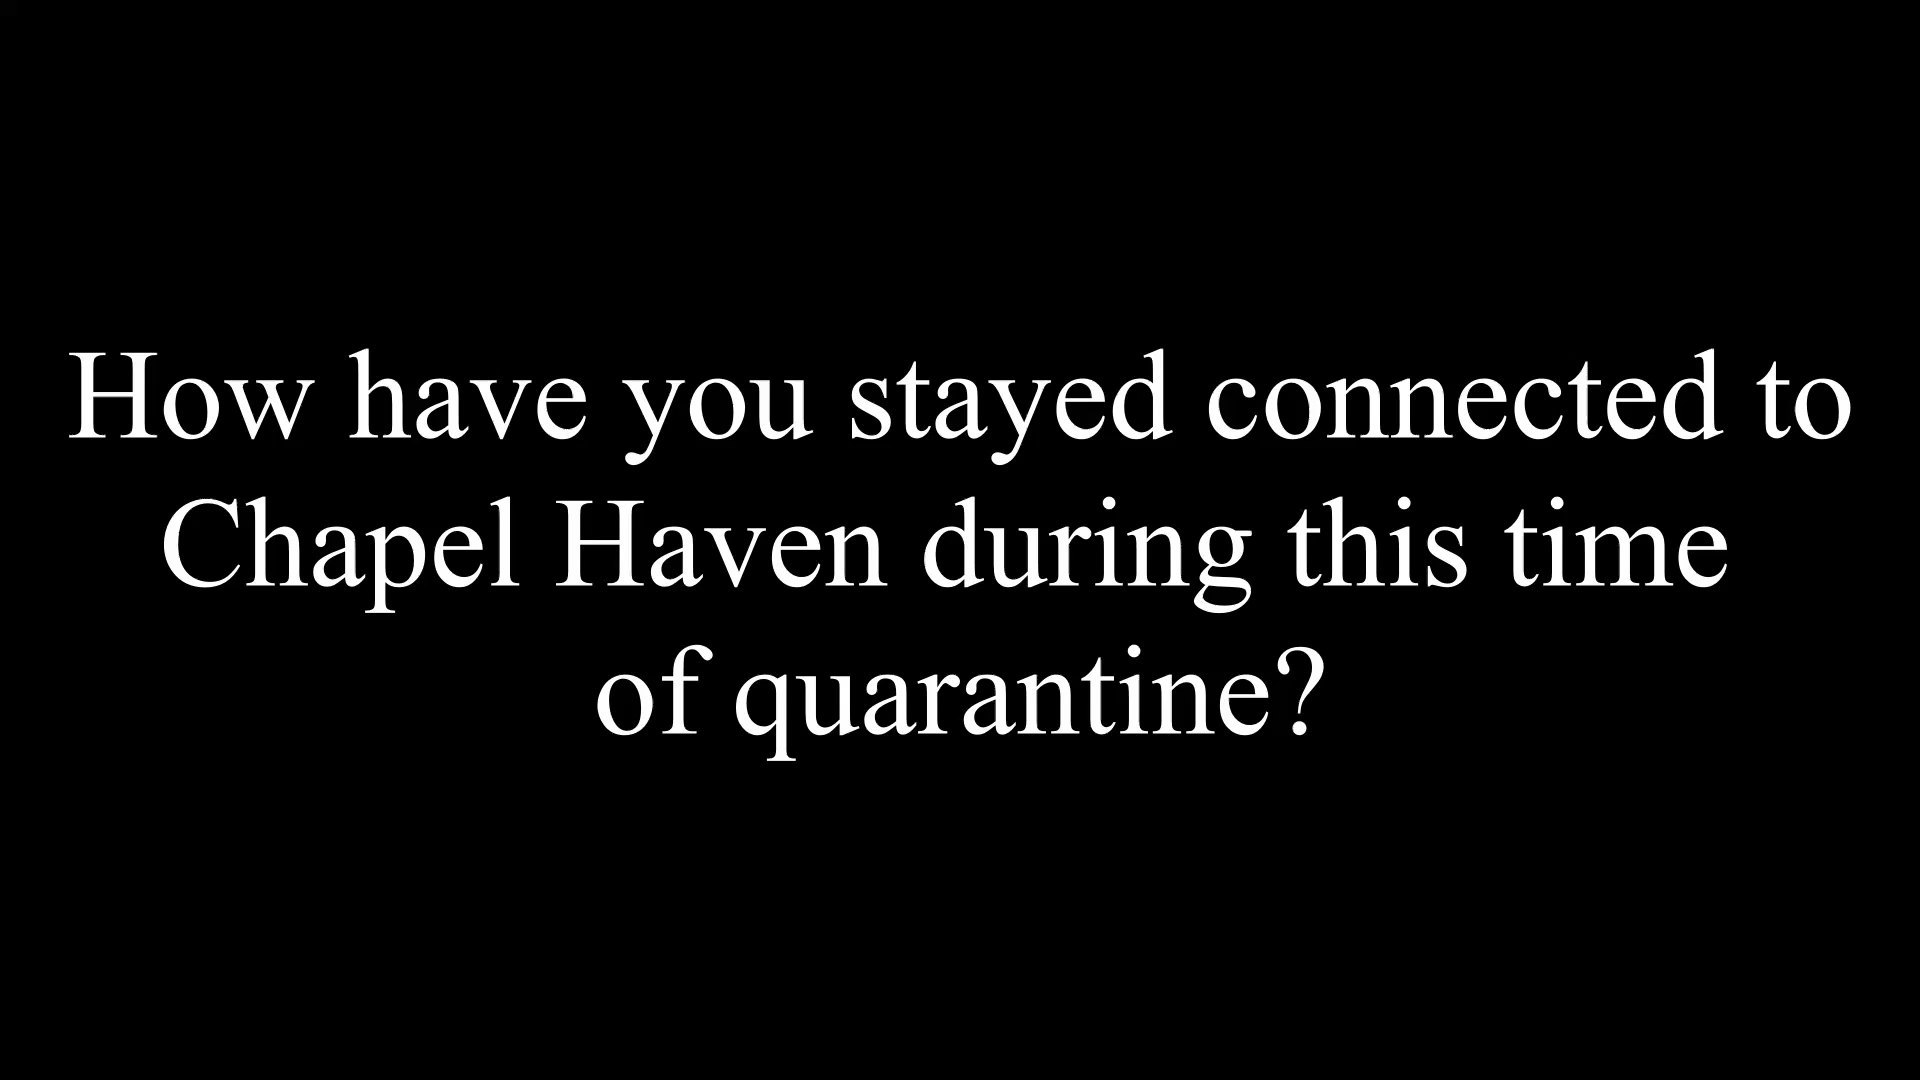 How have you stayed connected to
Chapel Haven during this time
of quarantine?